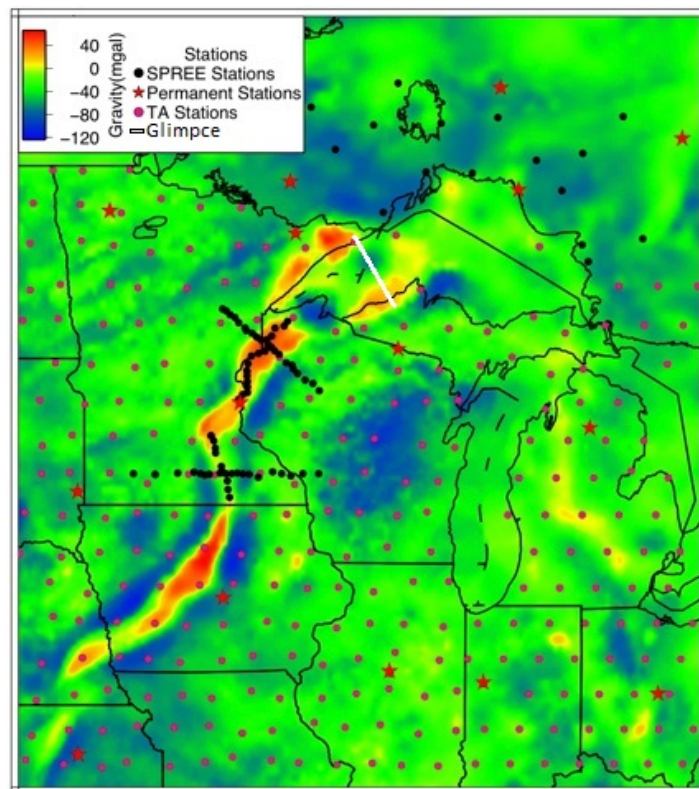 40
0
−40
−80
−120
Gravity(mgal)
Stations
SPREE Stations
Permanent Stations
TA Stations
Glimpce